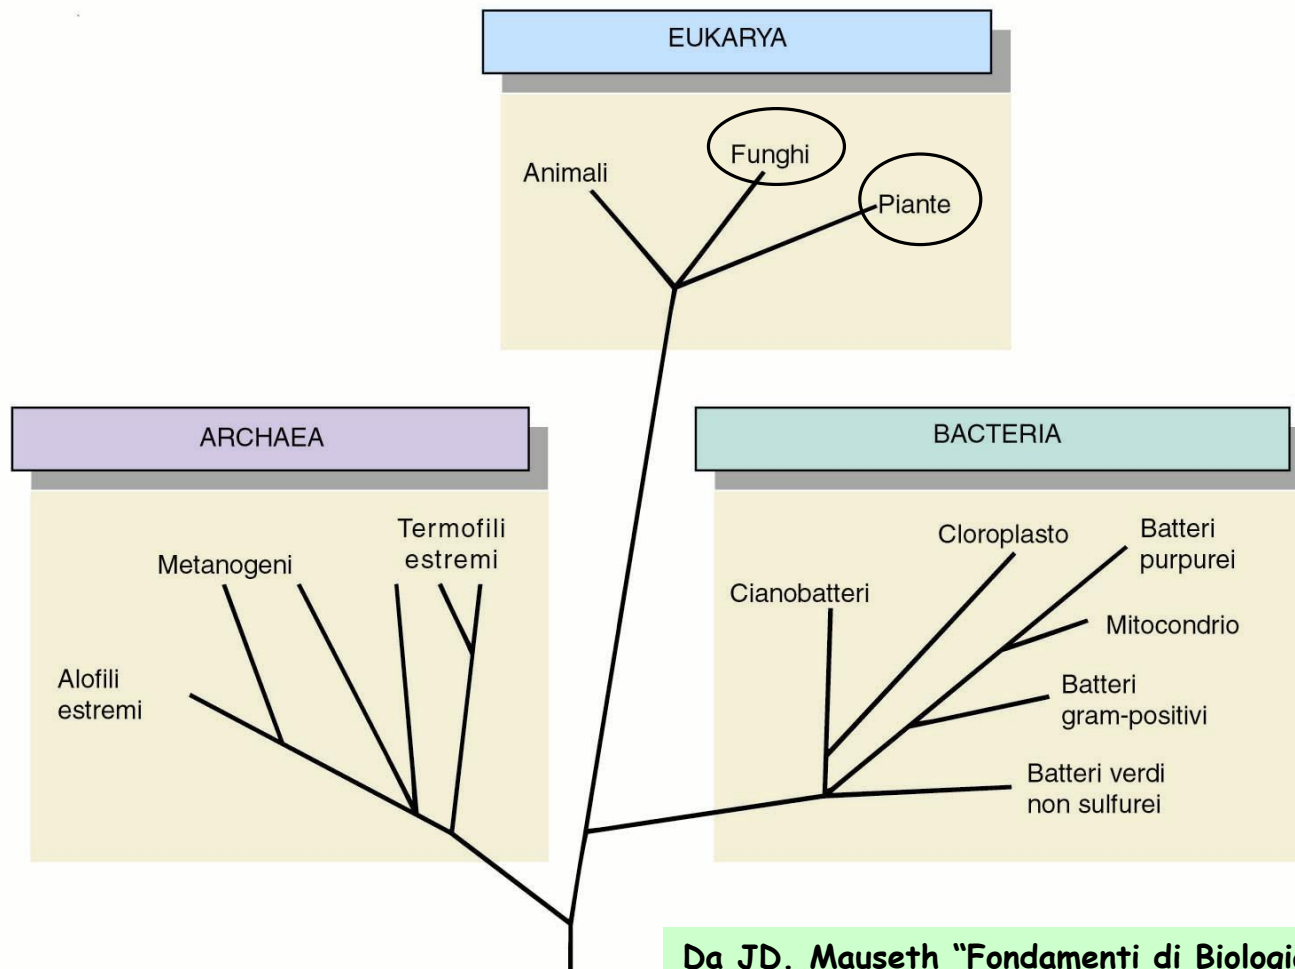 EUKARYA
Animali
Funghi
Piante
ARCHAEA
Alofili
estremi
Metanogeni
Termofili
estremi
BACTERIA
Cianobatteri
Cloroplasto
Batteri
purpurei
Mitocondrio
Batteri
gram-positivi
Batteri verdi
non sulfurei
Da JD. Mauseth “Fondamenti di Biologia